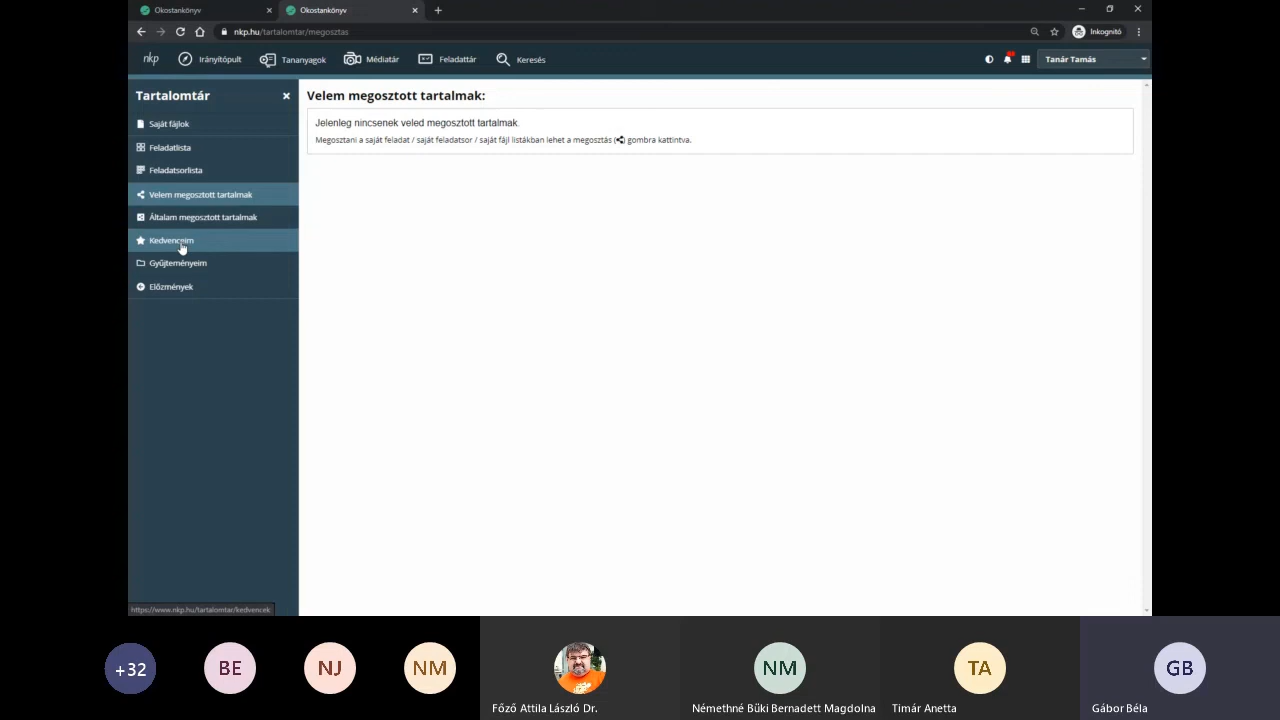 Okostankönyv
Okostankönyv
nkp.hu/tartalomtar/megosztas
Inkognitó
nkp
Irányítópult
Tananyagok
Médiatár
Feladattár
Keresés
Tanár Tamás
Tartalomtár
Saját fájlok
Feladatlista
Feladatsorlista
Velem megosztott tartalmak
Általam megosztott tartalmak
Kedvenceim
Gyűjteményeim
Előzmények
Velem megosztott tartalmak:
Jelenleg nincsenek veled megosztott tartalmak.
Megosztani a saját feladat / saját feladatsor / saját fájl listákban lehet a megosztás ( ) gombra kattintva.
https://www.nkp.hu/tartalomtar/kedvencek
+32
BE
NJ
NM
NM
TA
GB
Főző Attila László Dr.
Némethné Büki Bernadett Magdolna
Timár Anetta
Gábor Béla